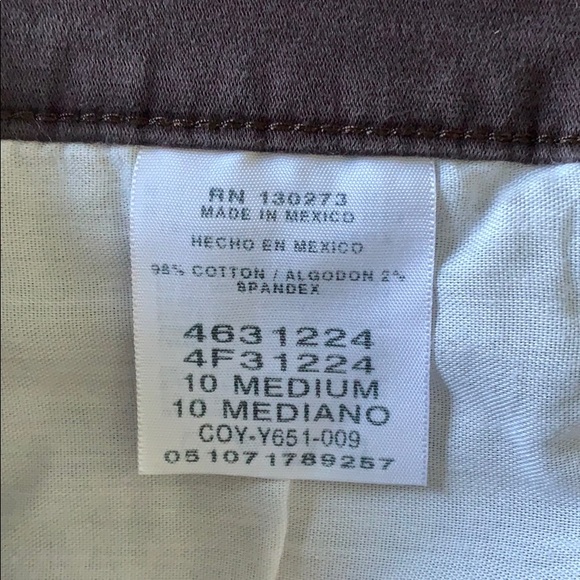 RN 130273
MADE IN MEXICO
HECHO EN MEXICO
98% COTTON / ALGODON 2%
SPANDEX
4631224
4F31224
10 MEDIUM
10 MEDIANO
COY-Y651-009
051071789257